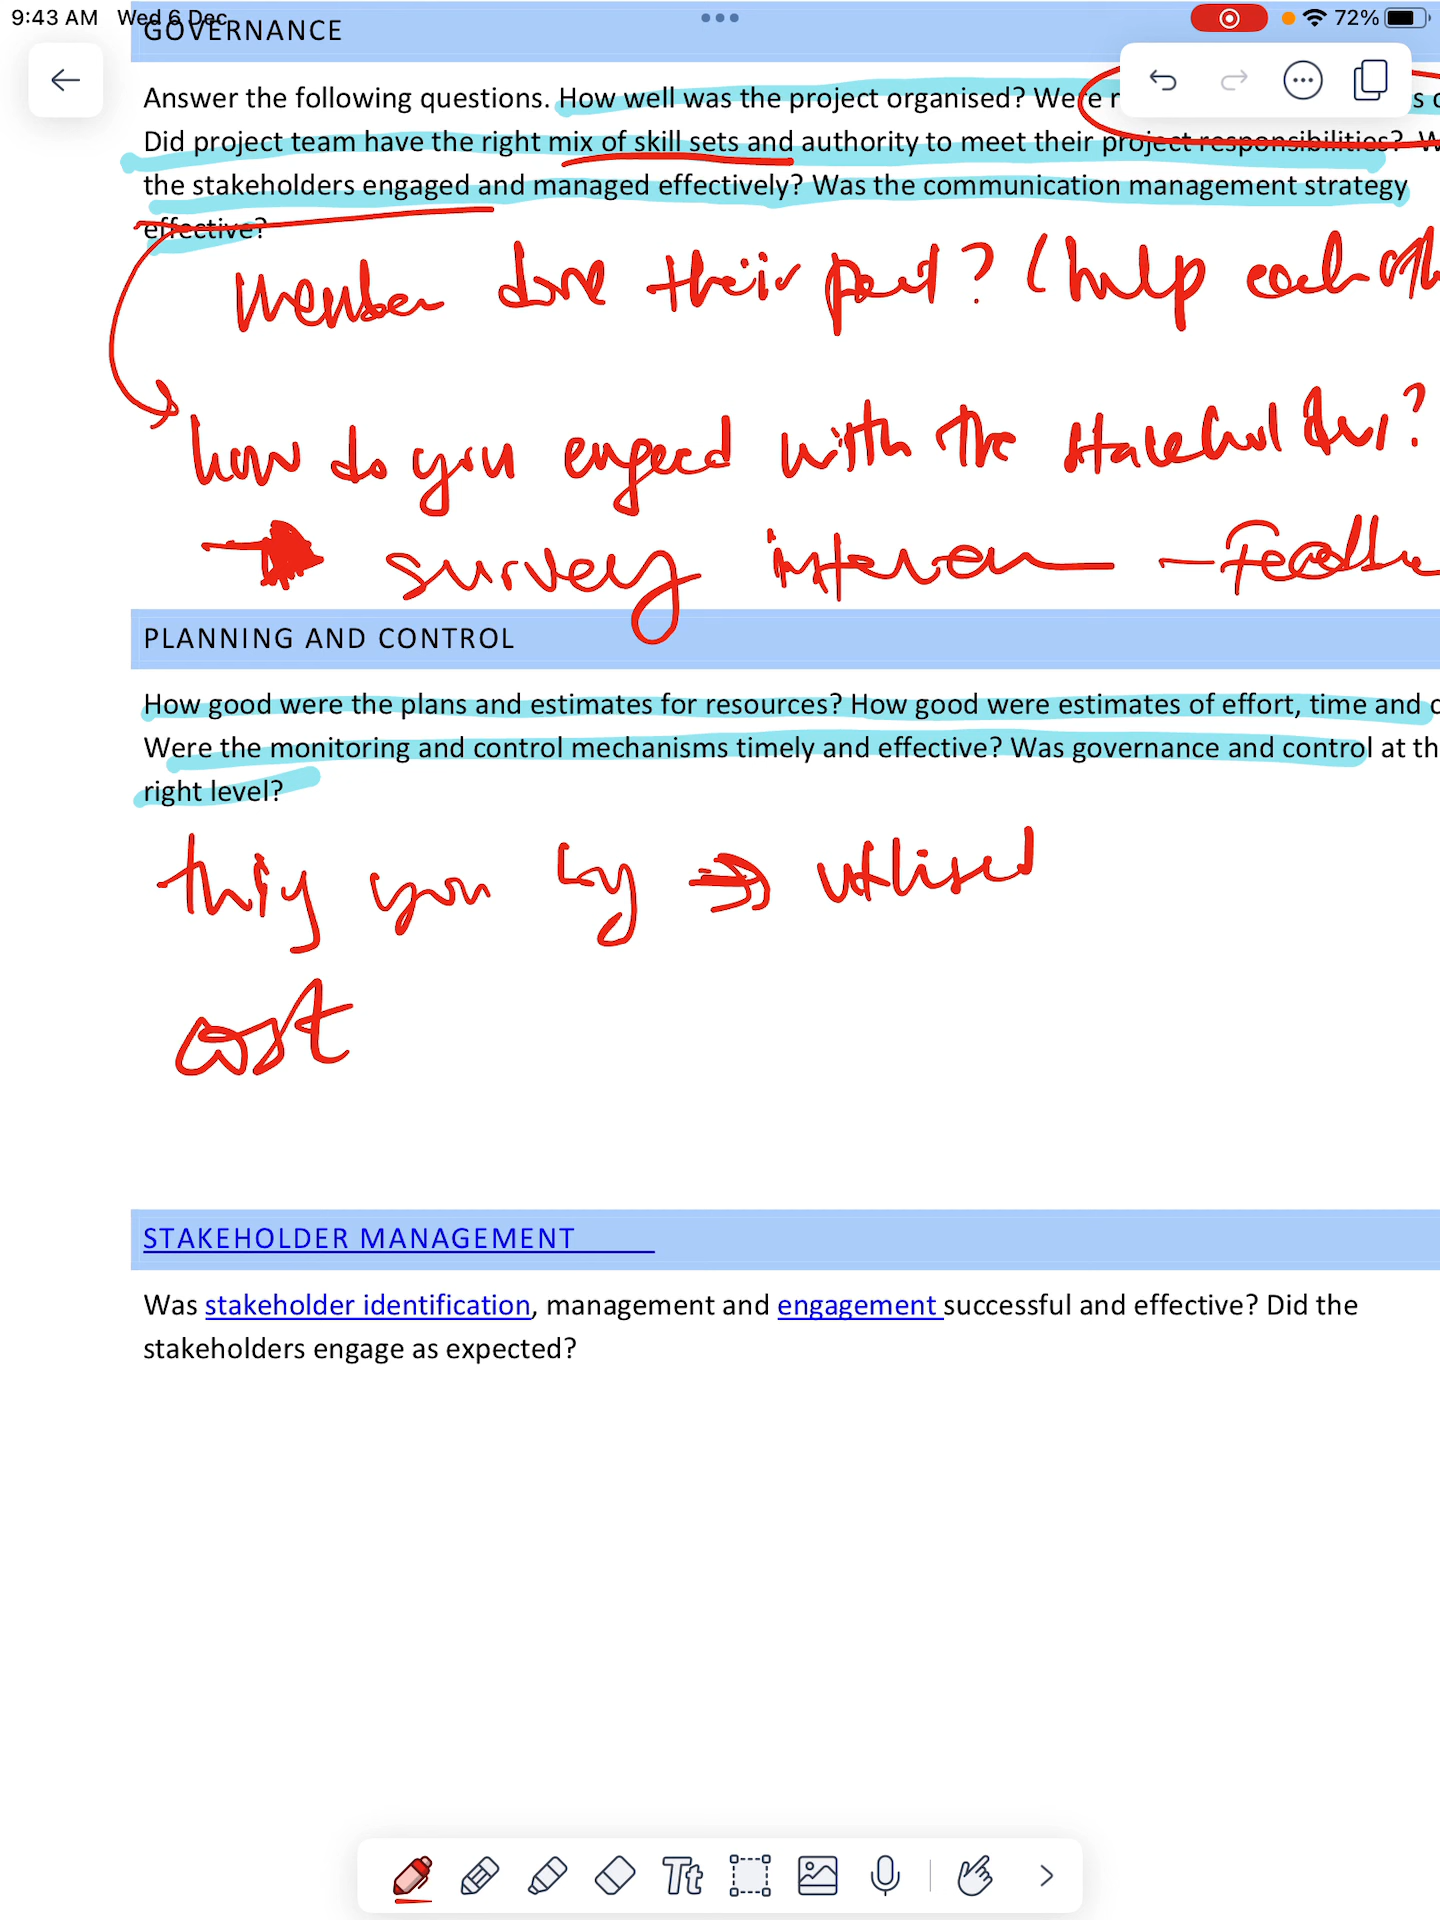 9:43 AM Wed 6 Dec 72%
GOVERNANCE
Answer the following questions. How well was the project organised? Were r s c
Did project team have the right mix of skill sets and authority to meet their project responsibilities? W
the stakeholders engaged and managed effectively? Was the communication management strategy
effective?
Member done their part? (help each oth
how do you engaed with the stakeholders?
survey interview - Feedba
PLANNING AND CONTROL
How good were the plans and estimates for resources? How good were estimates of effort, time and c
Were the monitoring and control mechanisms timely and effective? Was governance and control at th
right level?
you utilised
cost
STAKEHOLDER MANAGEMENT
Was stakeholder identification, management and engagement successful and effective? Did the
stakeholders engage as expected?
Tt